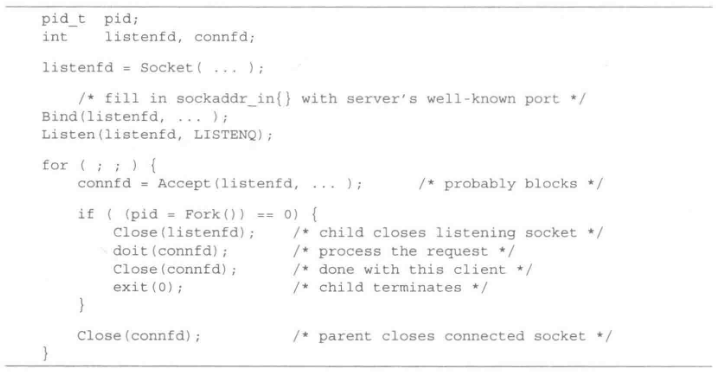 pid_t pid;
int listenfd, connfd;
listenfd = Socket( ... );
/* fill in sockaddr_in{} with server's well-known port */
Bind(listenfd, ... );
Listen(listenfd, LISTENQ);
for ( ; ; ) {
connfd = Accept(listenfd, ... ); /* probably blocks */
if ( (pid = Fork()) == 0) {
Close(listenfd); /* child closes listening socket */
doit(connfd); /* process the request */
Close(connfd); /* done with this client */
exit(0); /* child terminates */
}
Close(connfd); /* parent closes connected socket */
}